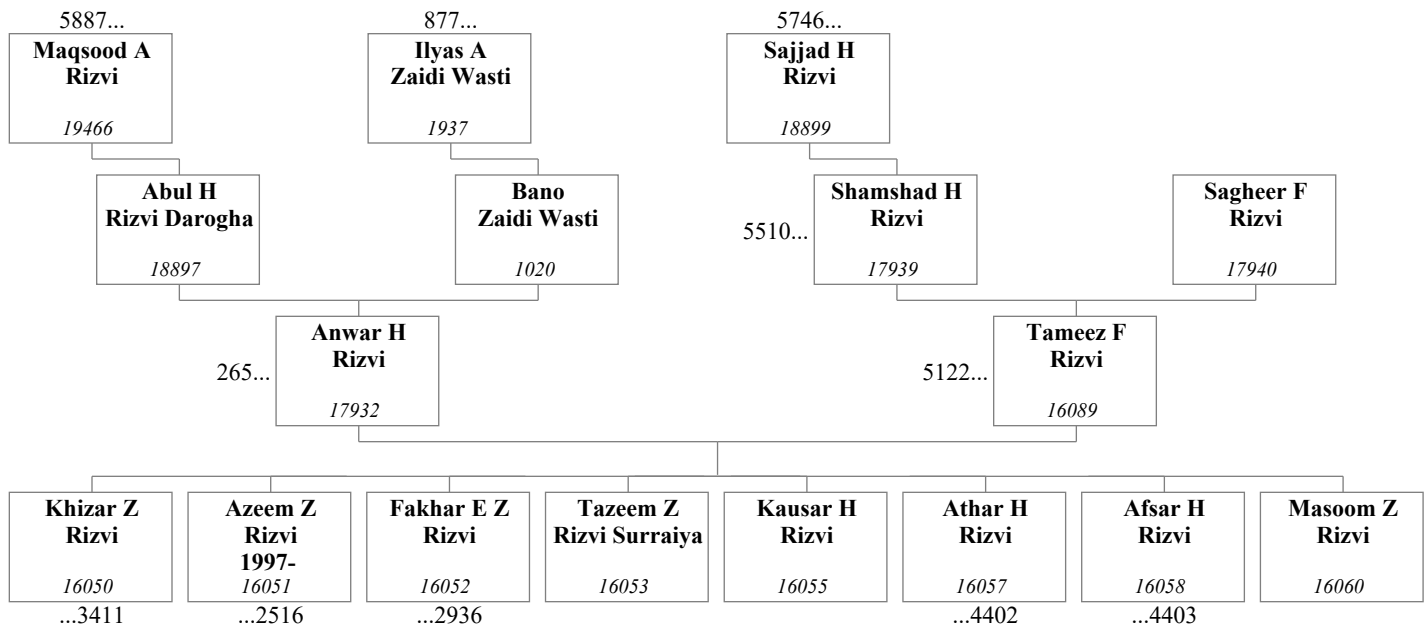 5887...
Maqsood A
Rizvi
19466
877...
Ilyas A
Zaidi Wasti
1937
5746...
Sajjad H
Rizvi
18899
Abul H
Rizvi Darogha
18897
Bano
Zaidi Wasti
1020
5510...
Shamshad H
Rizvi
17939
Sagheer F
Rizvi
17940
265...
Anwar H
Rizvi
17932
5122...
Tameez F
Rizvi
16089
Khizar Z
Rizvi
16050
...3411
Azeem Z
Rizvi
1997-
16051
...2516
Fakhar E Z
Rizvi
16052
...2936
Tazeem Z
Rizvi Surraiya
16053
Kausar H
Rizvi
16055
Athar H
Rizvi
16057
...4402
Afsar H
Rizvi
16058
...4403
Masoom Z
Rizvi
16060